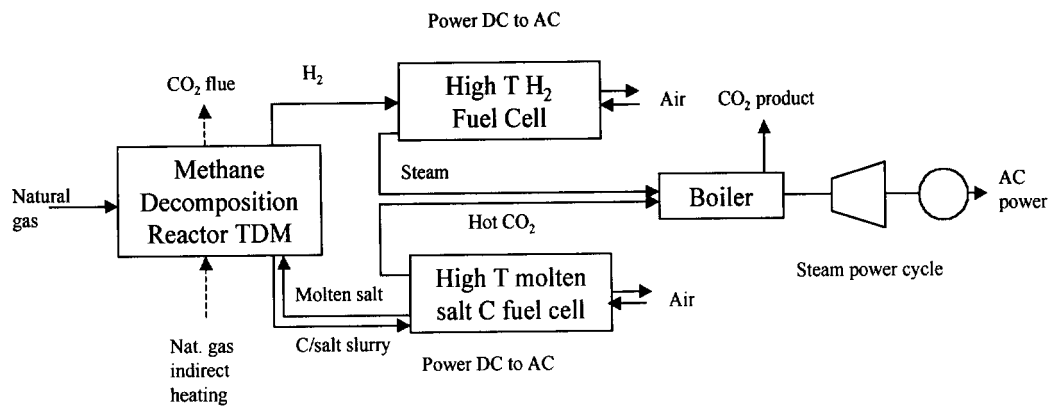 Power DC to AC
CO₂ flue
H₂
High T H₂
Fuel Cell
Air
CO₂ product
Methane
Decomposition
Reactor TDM
Natural
gas
Steam
Boiler
AC
power
Hot CO₂
Steam power cycle
Molten salt
High T molten
salt C fuel cell
Air
C/salt slurry
Power DC to AC
Nat. gas
indirect
heating